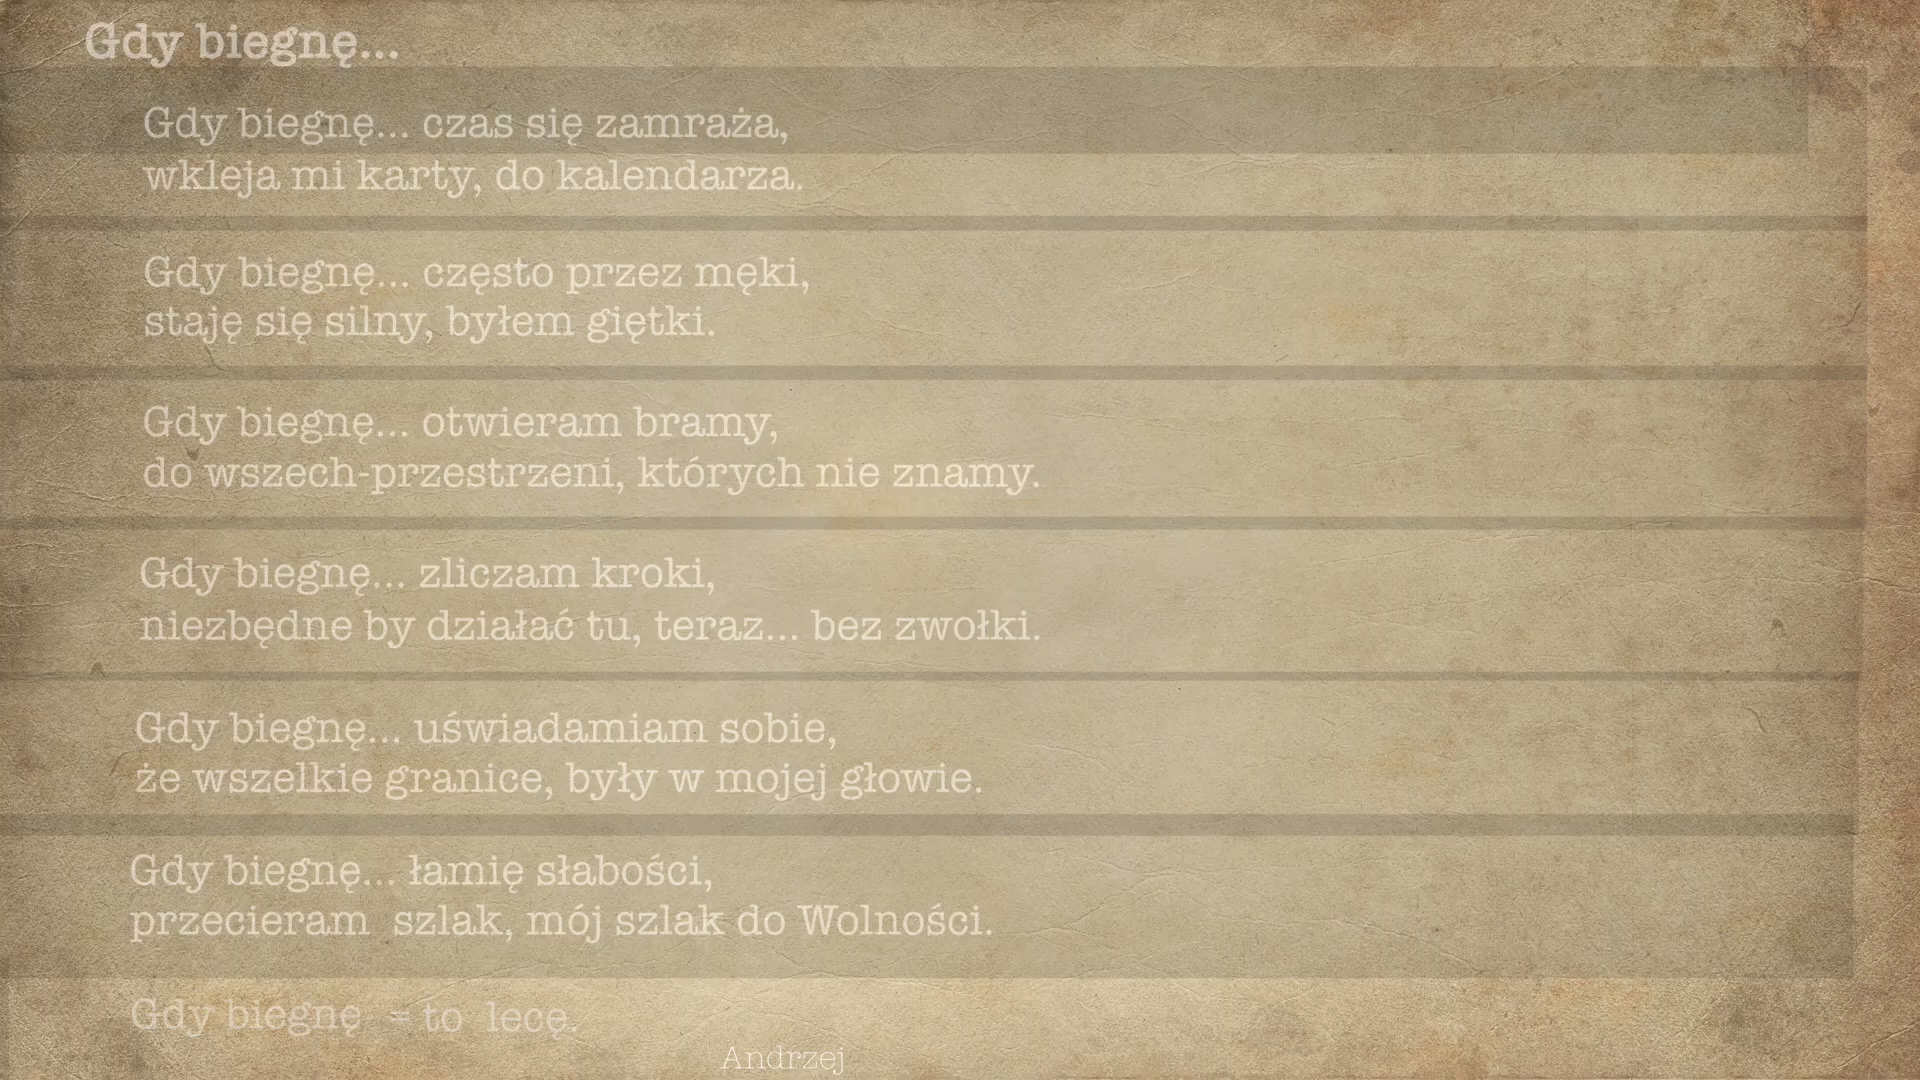 Gdy biegnę...
Gdy biegnę... czas się zamraża,
wkleja mi karty, do kalendarza.
Gdy biegnę... często przez męki,
staję się silny, byłem giętki.
Gdy biegnę... otwieram bramy,
do wszech-przestrzeni, których nie znamy.
Gdy biegnę... zliczam kroki,
niezbędne by działać tu, teraz... bez zwołki.
Gdy biegnę... uświadamiam sobie,
że wszelkie granice, były w mojej głowie.
Gdy biegnę... łamię słabości,
przecieram szlak, mój szlak do Wolności.
Gdy biegnę = to lecę.
Andrzej